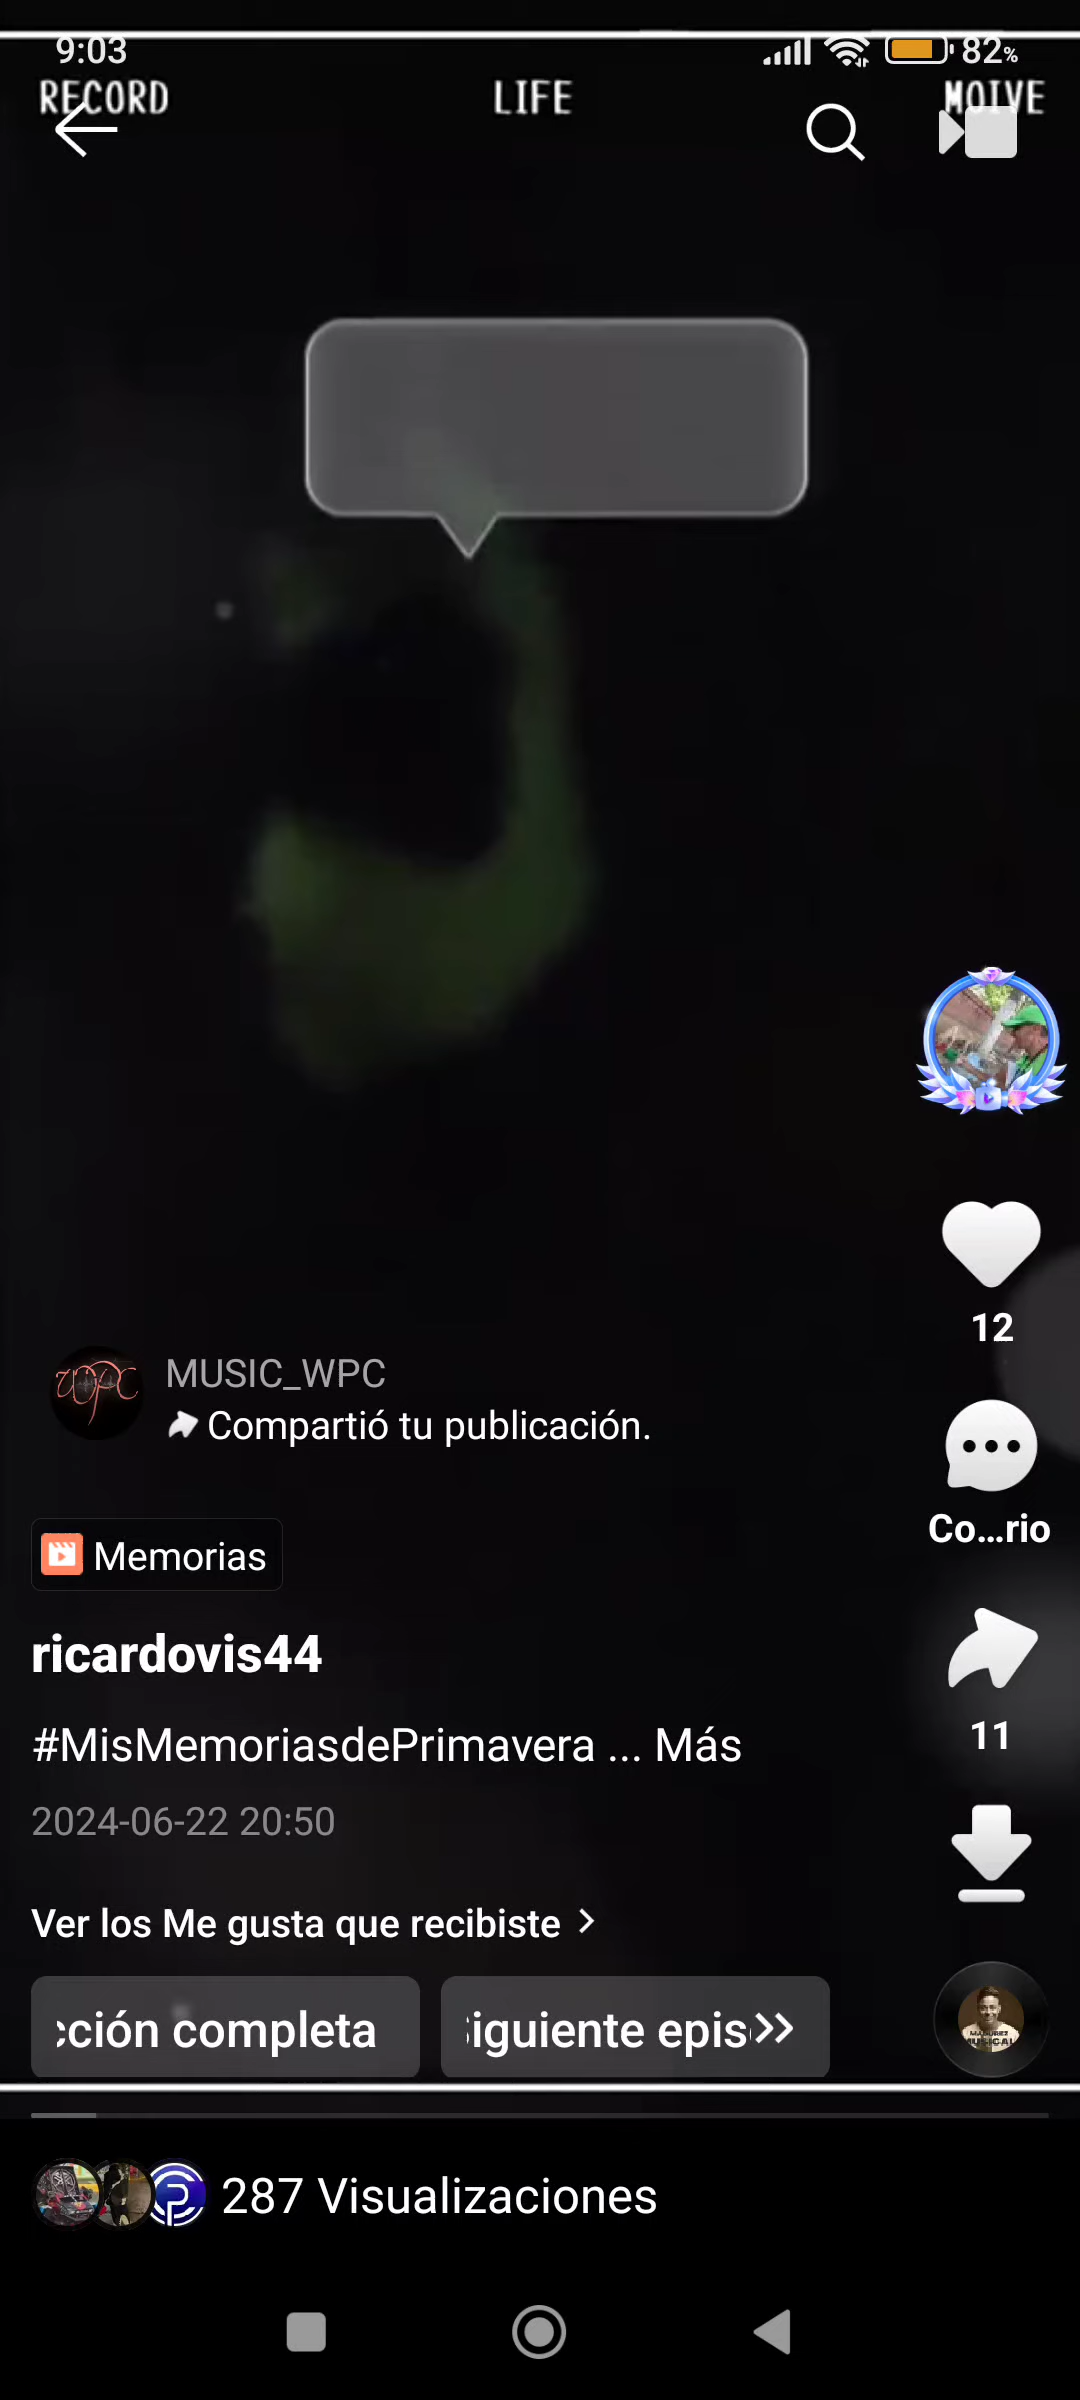 9:03
82%
RECORD LIFE MOIVE
12
MUSIC_WPC
Compartió tu publicación.
Co...rio
Memorias
ricardovis44
11
#MisMemoriasdePrimavera ... Más
2024-06-22 20:50
Ver los Me gusta que recibiste
cción completa
iguiente epis
287 Visualizaciones